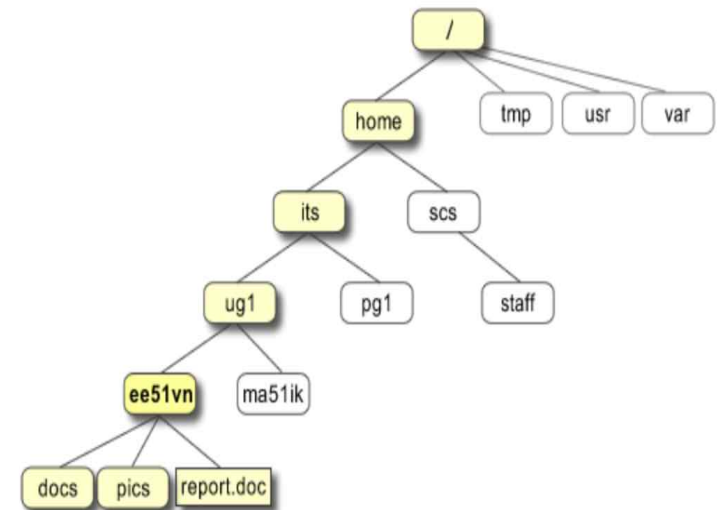 /
home
tmp
usr
var
its
scs
ug1
pg1
staff
ee51vn
ma51ik
docs
pics
report.doc